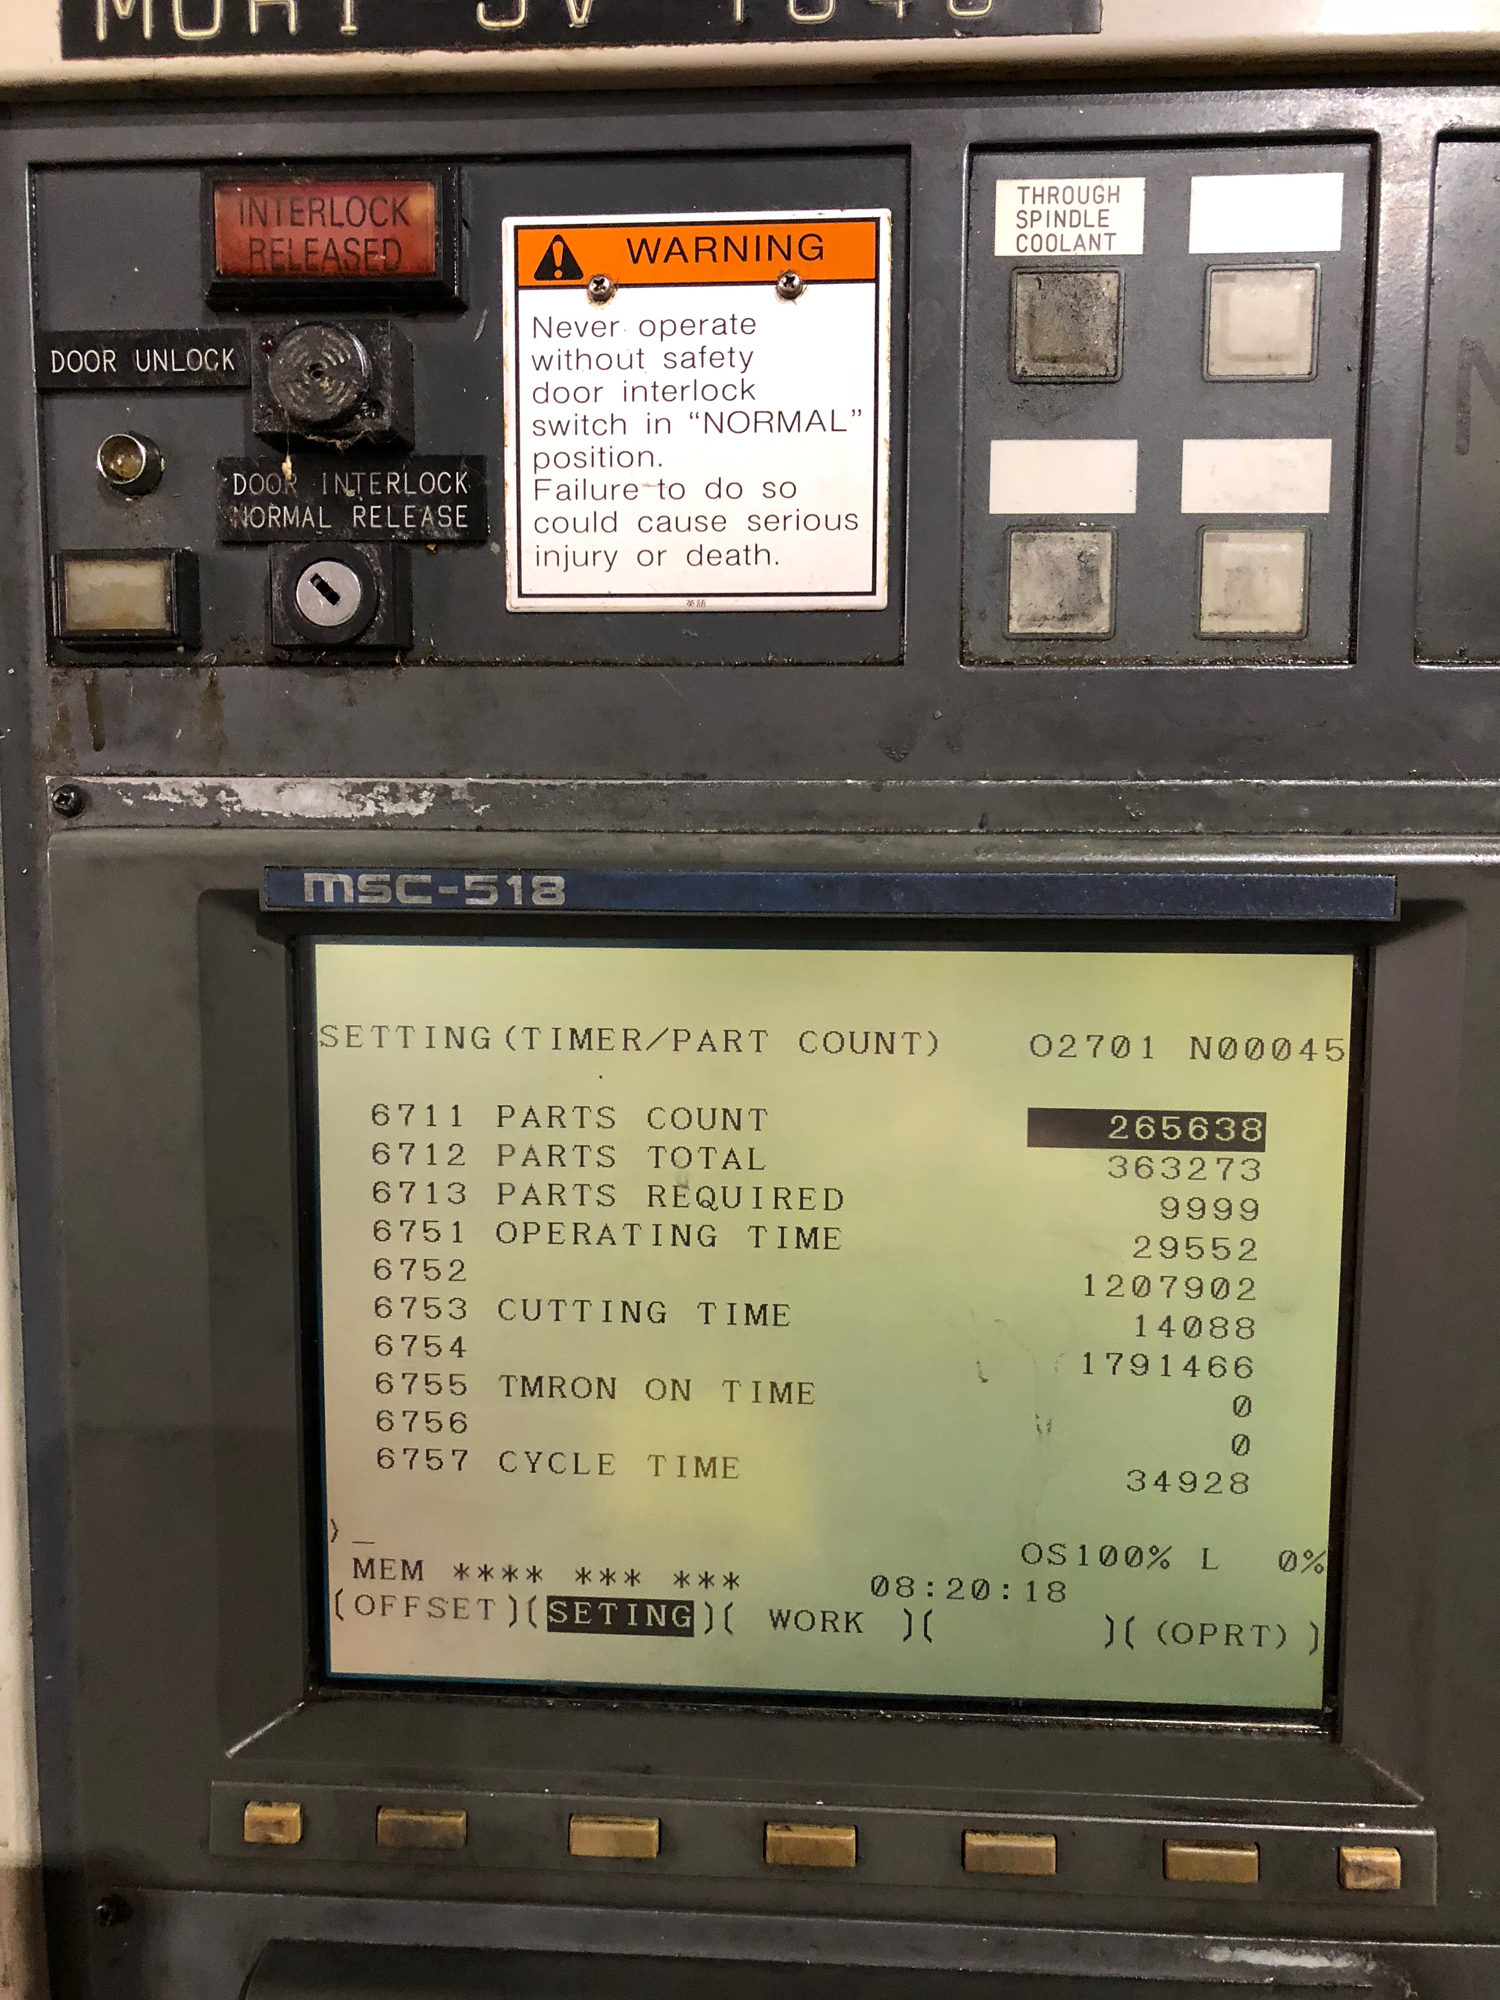 INTERLOCK
RELEASED
DOOR UNLOCK
DOOR INTERLOCK
NORMAL RELEASE
WARNING
Never operate
without safety
door interlock
switch in “NORMAL”
position.
Failure to do so
could cause serious
injury or death.
英語
THROUGH
SPINDLE
COOLANT
MSC-518
SETTING(TIMER/PART COUNT) O2701 N00045
6711 PARTS COUNT 265638
6712 PARTS TOTAL 363273
6713 PARTS REQUIRED 9999
6751 OPERATING TIME 29552
6752 1207902
6753 CUTTING TIME 14088
6754 1791466
6755 TMRON ON TIME 0
6756 0
6757 CYCLE TIME 34928
>_
OS100% L 0%
MEM **** *** *** 08:20:18
(OFFSET)(SETING)( WORK )( )( (OPRT) )